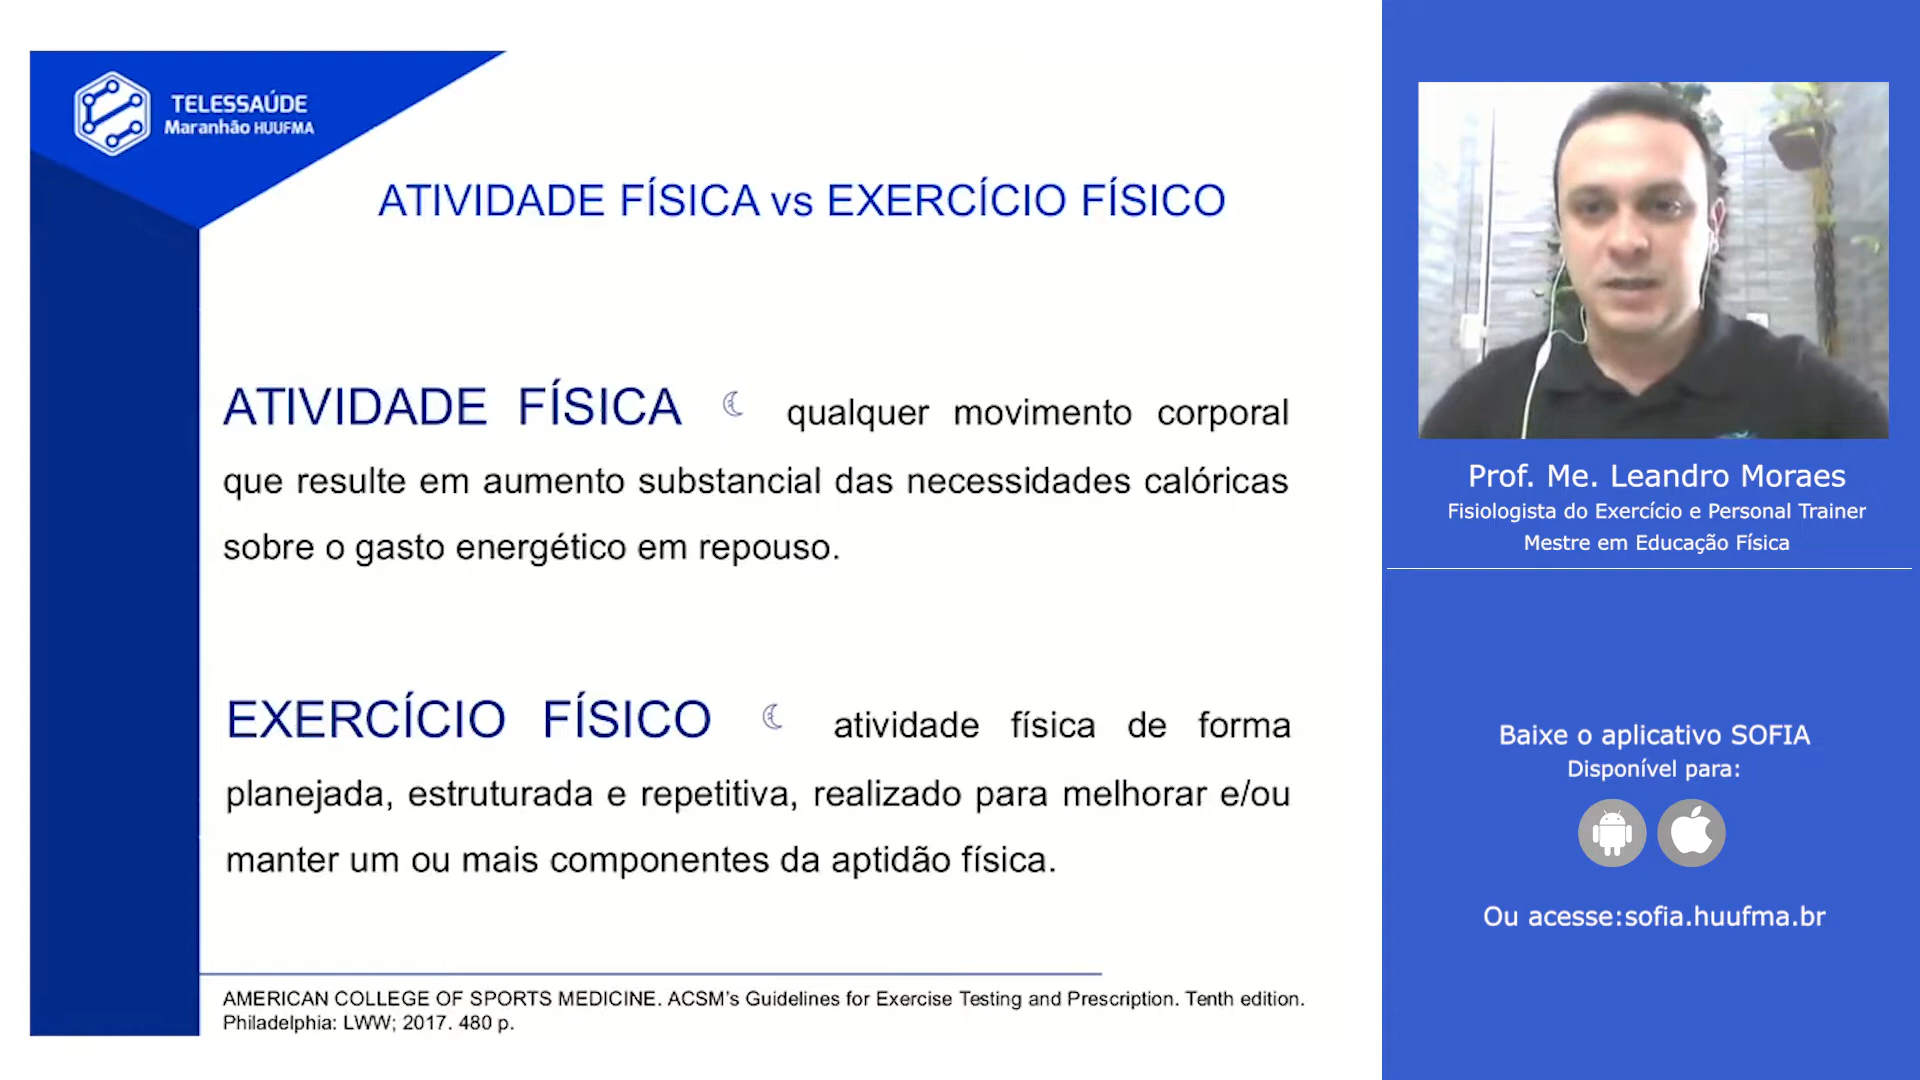 TELESSAÚDE
Maranhão HUUFMA
ATIVIDADE FÍSICA vs EXERCÍCIO FÍSICO
ATIVIDADE FÍSICA ☾ qualquer movimento corporal
que resulte em aumento substancial das necessidades calóricas
sobre o gasto energético em repouso.
EXERCÍCIO FÍSICO ☾ atividade física de forma
planejada, estruturada e repetitiva, realizado para melhorar e/ou
manter um ou mais componentes da aptidão física.
AMERICAN COLLEGE OF SPORTS MEDICINE. ACSM's Guidelines for Exercise Testing and Prescription. Tenth edition.
Philadelphia: LWW; 2017. 480 p.
Prof. Me. Leandro Moraes
Fisiologista do Exercício e Personal Trainer
Mestre em Educação Física
Baixe o aplicativo SOFIA
Disponível para:
Ou acesse:sofia.huufma.br